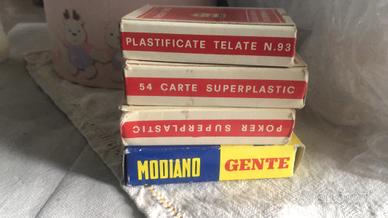 PLASTIFICATE TELATE N.93
54 CARTE SUPERPLASTIC
POKER SUPERPLASTIC
MODIANO GENTE